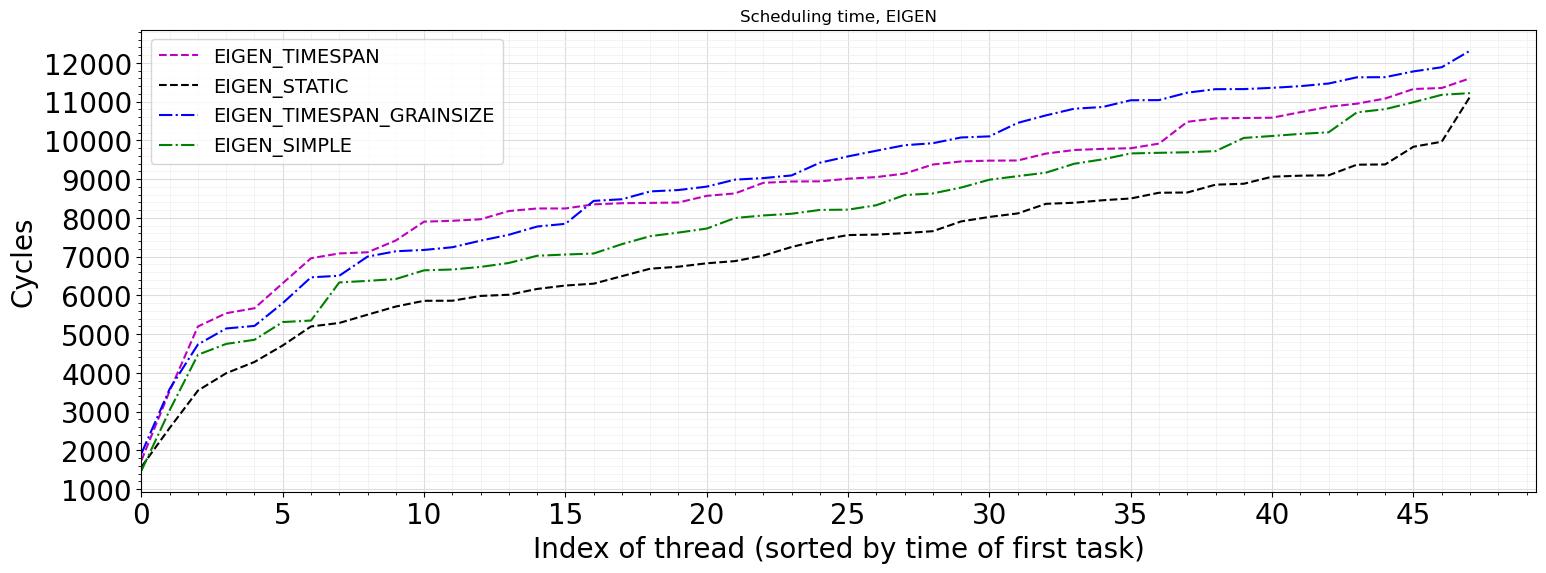 Scheduling time, EIGEN
EIGEN_TIMESPAN
EIGEN_STATIC
EIGEN_TIMESPAN_GRAINSIZE
EIGEN_SIMPLE
Cycles
12000
11000
10000
9000
8000
7000
6000
5000
4000
3000
2000
1000
0 5 10 15 20 25 30 35 40 45
Index of thread (sorted by time of first task)